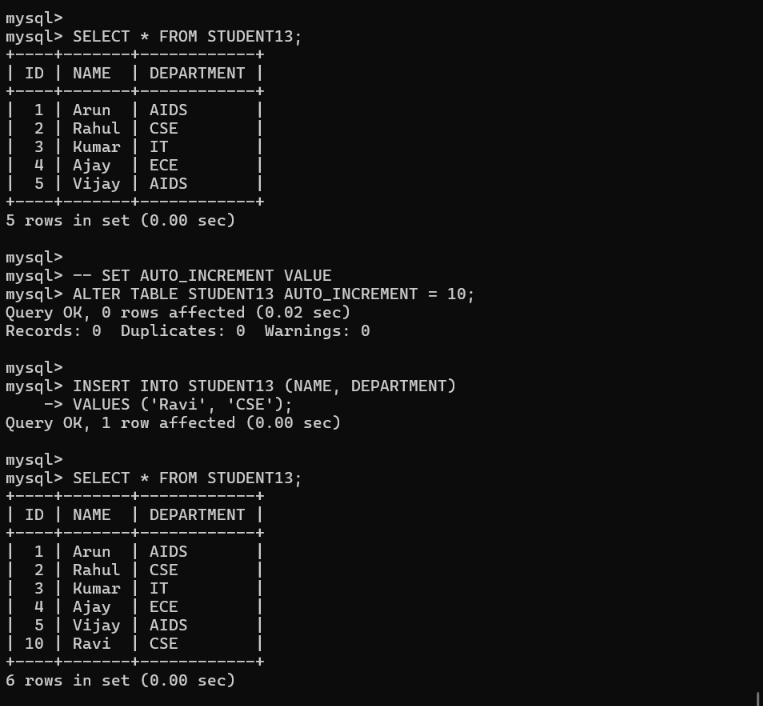 mysql>
mysql> SELECT * FROM STUDENT13;
+----+-------+------------+
| ID | NAME  | DEPARTMENT |
+----+-------+------------+
|  1 | Arun  | AIDS       |
|  2 | Rahul | CSE        |
|  3 | Kumar | IT         |
|  4 | Ajay  | ECE        |
|  5 | Vijay | AIDS       |
+----+-------+------------+
5 rows in set (0.00 sec)

mysql>
mysql> -- SET AUTO_INCREMENT VALUE
mysql> ALTER TABLE STUDENT13 AUTO_INCREMENT = 10;
Query OK, 0 rows affected (0.02 sec)
Records: 0  Duplicates: 0  Warnings: 0

mysql>
mysql> INSERT INTO STUDENT13 (NAME, DEPARTMENT)
    -> VALUES ('Ravi', 'CSE');
Query OK, 1 row affected (0.00 sec)

mysql>
mysql> SELECT * FROM STUDENT13;
+----+-------+------------+
| ID | NAME  | DEPARTMENT |
+----+-------+------------+
|  1 | Arun  | AIDS       |
|  2 | Rahul | CSE        |
|  3 | Kumar | IT         |
|  4 | Ajay  | ECE        |
|  5 | Vijay | AIDS       |
| 10 | Ravi  | CSE        |
+----+-------+------------+
6 rows in set (0.00 sec)